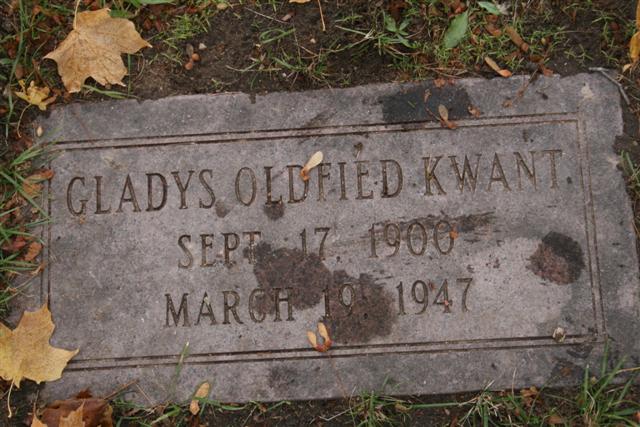 GLADYS OLDFIED KWANT
SEPT. 17 1900
MARCH 19 1947